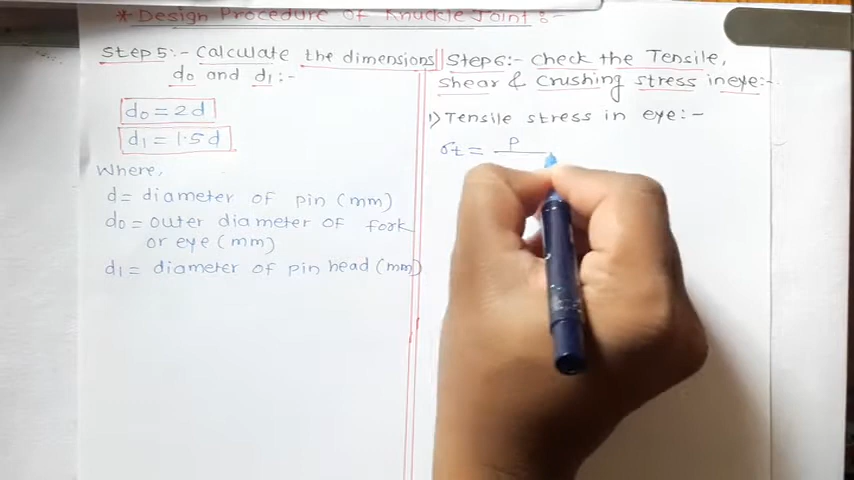 * Design Procedure of Knuckle Joint:-
Step 5:- Calculate the dimensions
d₀ and d₁:-
d₀ = 2d
d₁ = 1.5d
Where,
d = diameter of pin (mm)
d₀ = outer diameter of fork
or eye (mm)
d₁ = diameter of pin head (mm)
Step 6:- Check the Tensile,
shear & Crushing stress in eye:-
1) Tensile stress in eye:-
σt = P